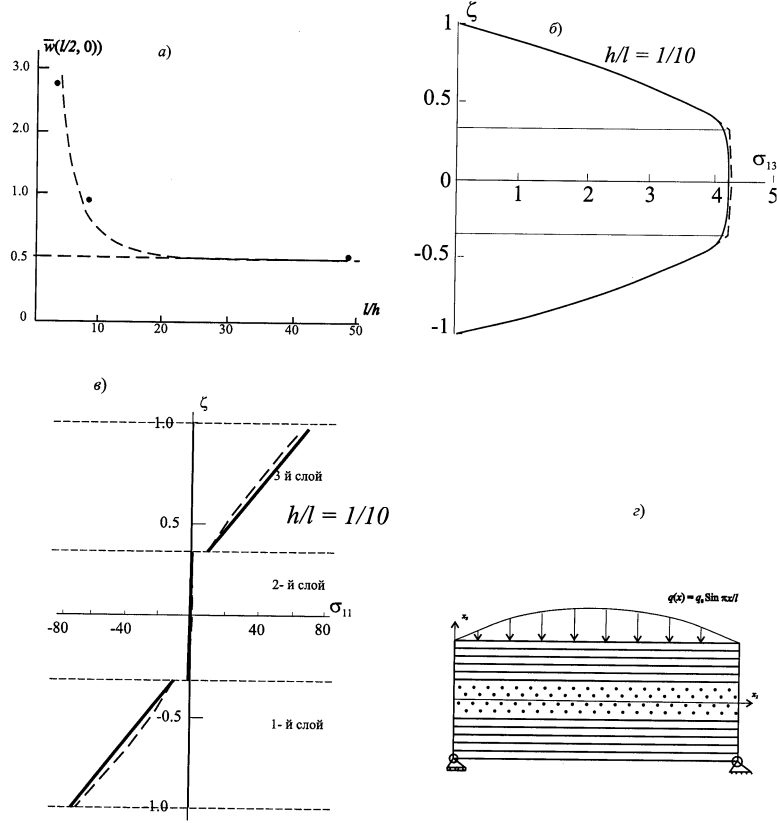 w̅(l/2, 0))
а)
3.0
2.0
1.0
0.5
0
10
20
30
40
50
l/h
ζ
б)
h/l = 1/10
1
0.5
0
-0.5
-1
1
2
3
4
5
σ13
в)
ζ
1.0
3 й слой
0.5
h/l = 1/10
2- й слой
σ11
-80
-40
40
80
-0.5
1- й слой
-1.0
г)
q(x) = q₀ Sin πx/l
x₃
x₁